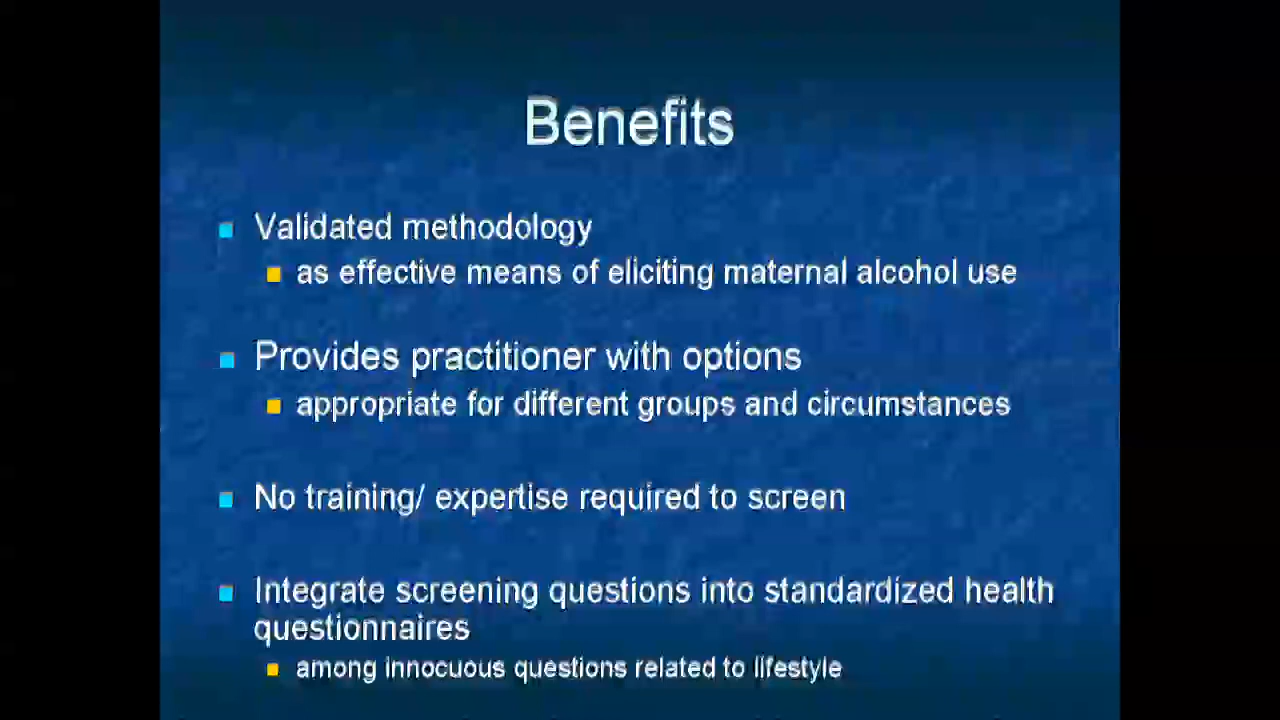 Benefits
Validated methodology
as effective means of eliciting maternal alcohol use
Provides practitioner with options
appropriate for different groups and circumstances
No training/ expertise required to screen
Integrate screening questions into standardized health
questionnaires
among innocuous questions related to lifestyle